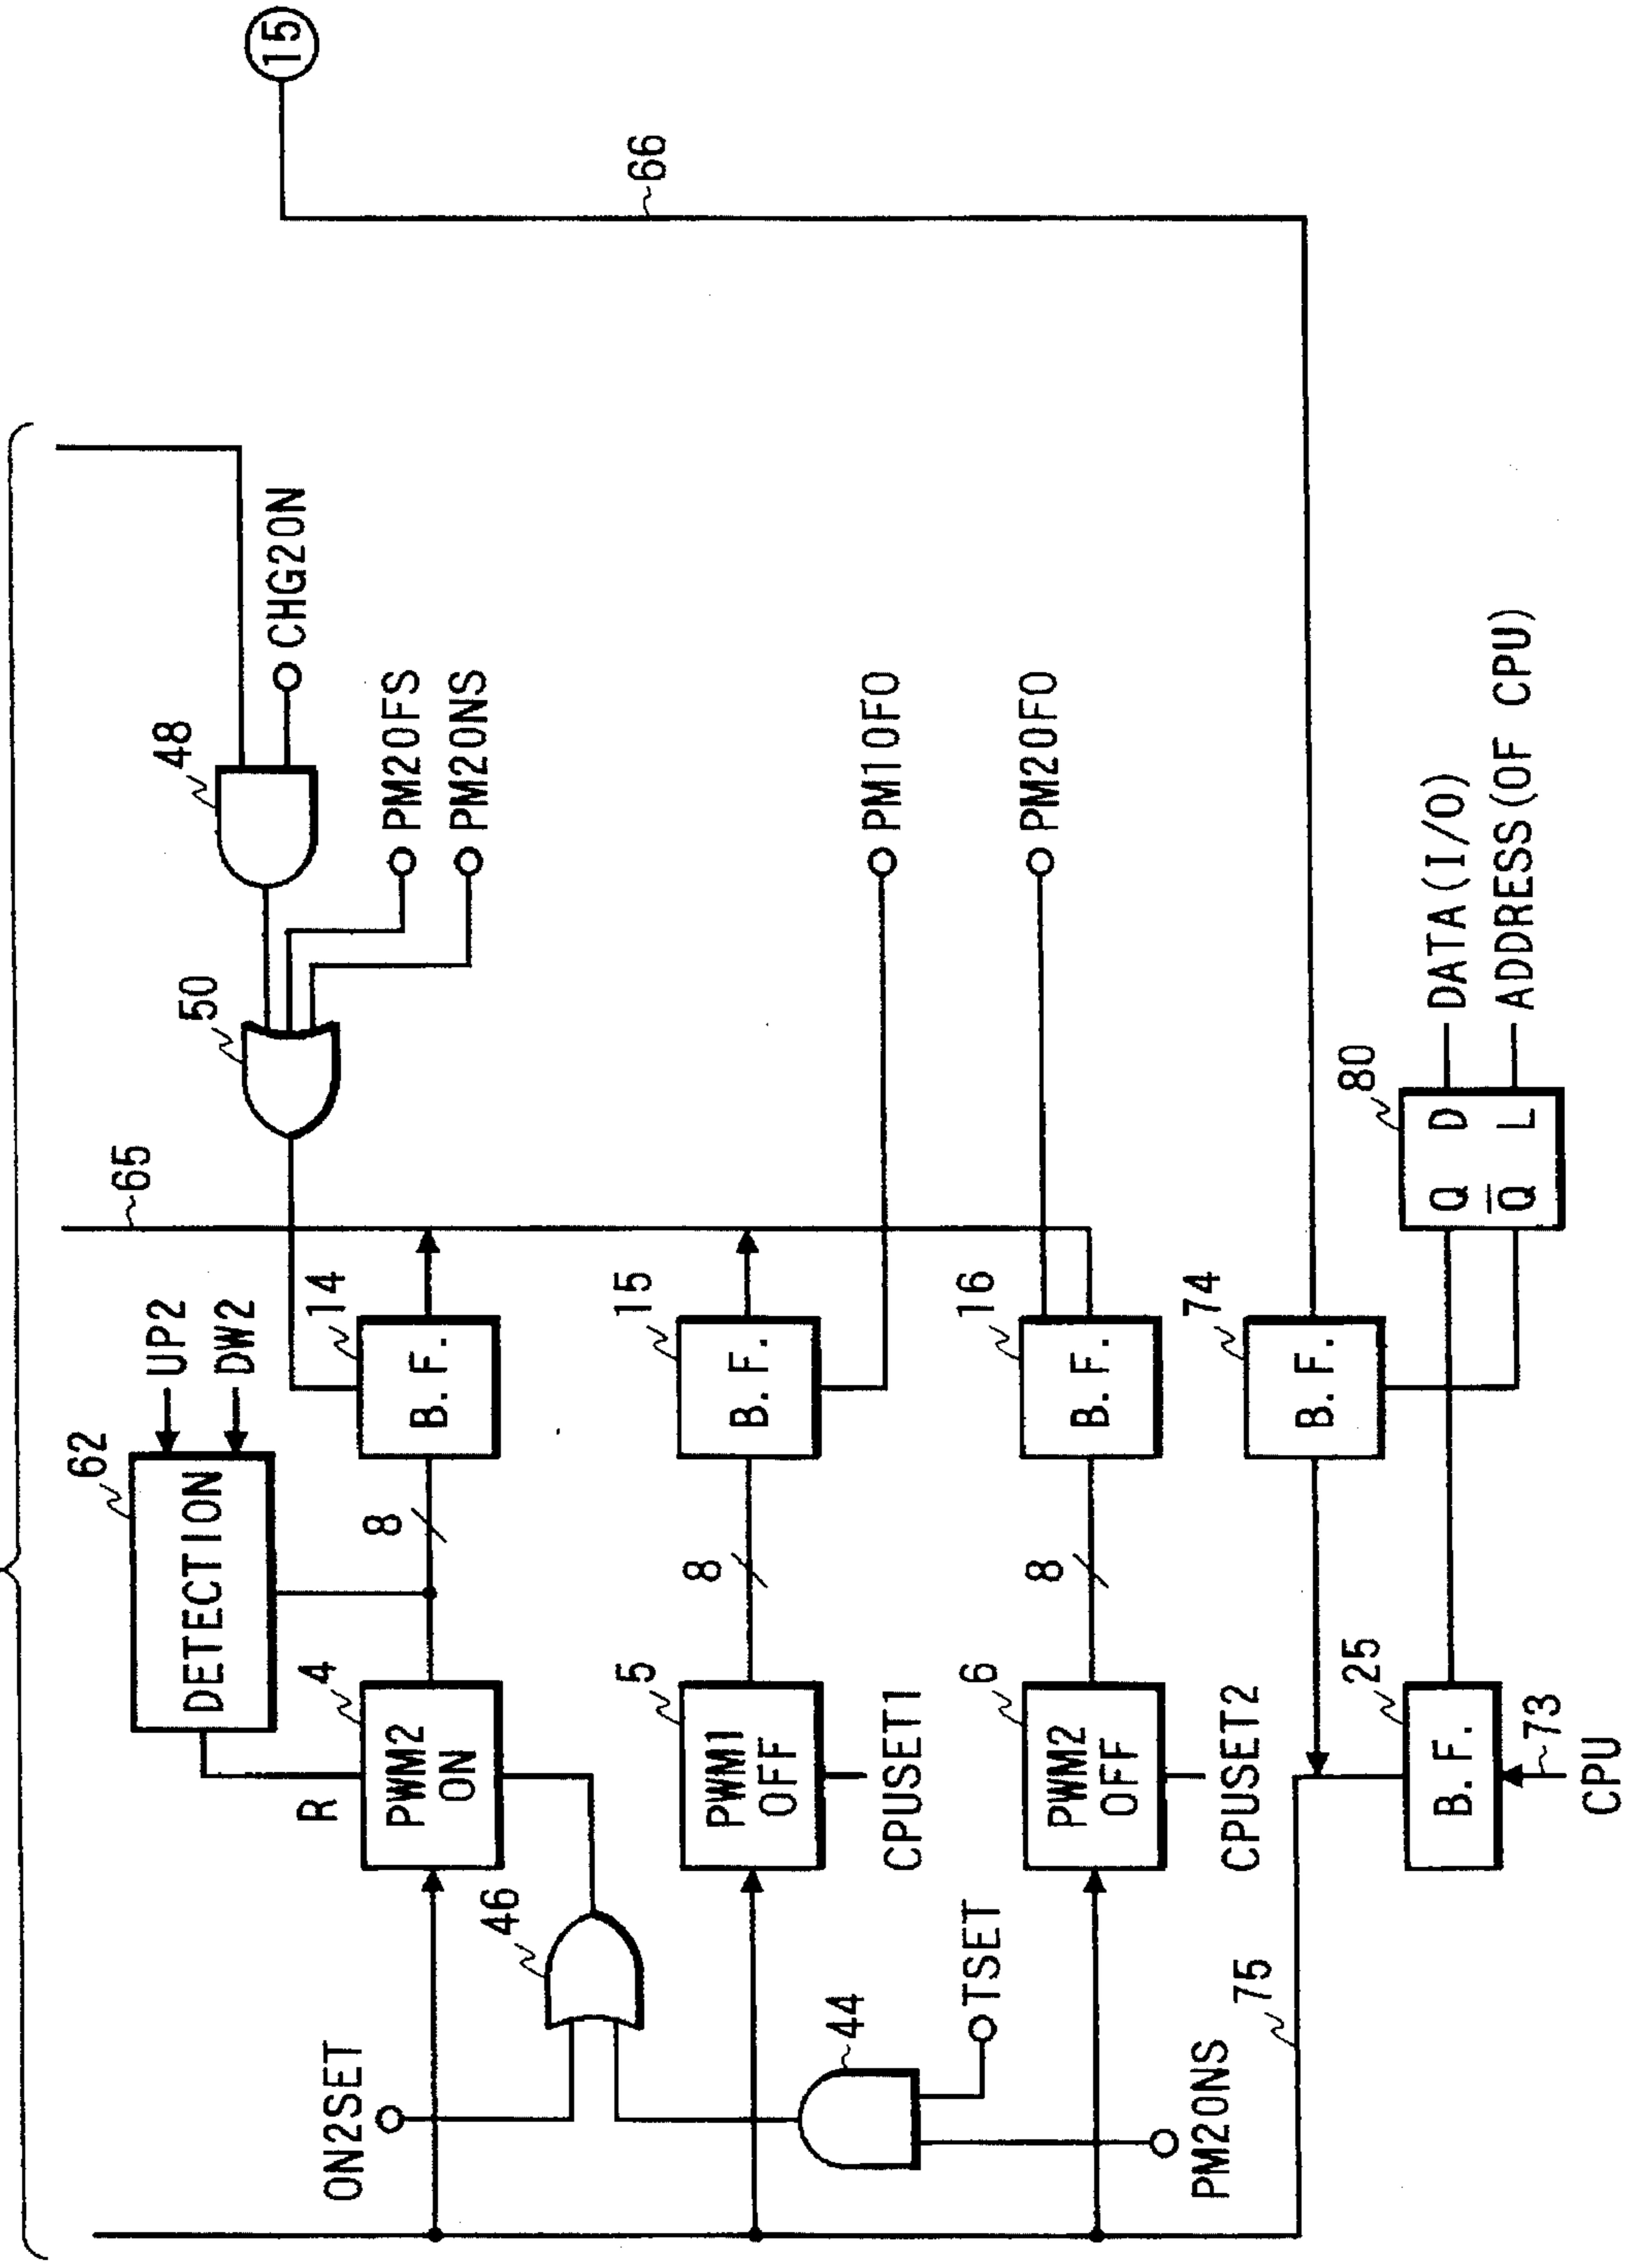 62
65
48
UP2
50
DETECTION
DW2
15
CHG2ON
R
4
14
ON2SET
8
PWM2
ON
B.F.
PM2OFS
PM2ONS
46
5
15
66
8
PWM1
OFF
B.F.
44
CPUSET1
PM1OFO
TSET
6
16
8
PWM2
OFF
B.F.
PM2OFO
74
PM2ONS
CPUSET2
75
B.F.
25
80
Q D
DATA(I/O)
B.F.
Q̅ L
ADDRESS(OF CPU)
73
CPU